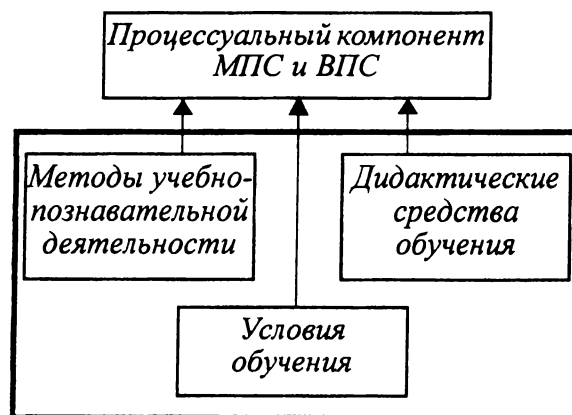 Процессуальный компонент
МПС и ВПС
Методы учебно-
познавательной
деятельности
Дидактические
средства
обучения
Условия
обучения